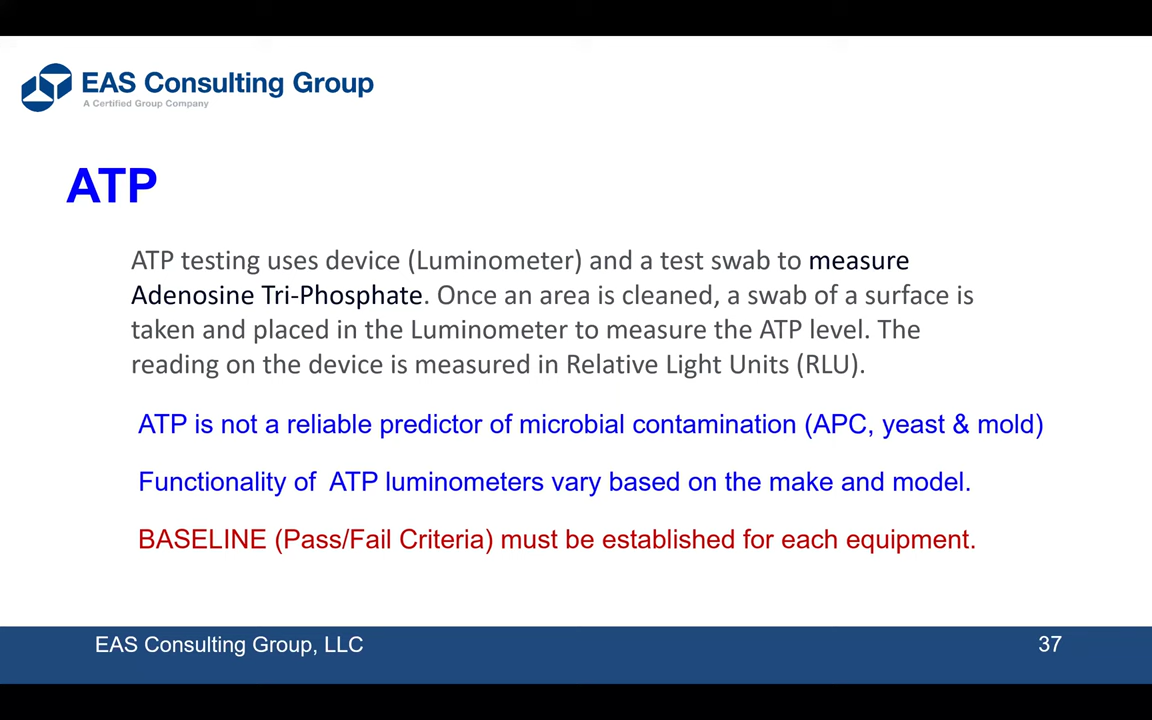 EAS Consulting Group
A Certified Group Company
ATP
ATP testing uses device (Luminometer) and a test swab to measure
Adenosine Tri-Phosphate. Once an area is cleaned, a swab of a surface is
taken and placed in the Luminometer to measure the ATP level. The
reading on the device is measured in Relative Light Units (RLU).
ATP is not a reliable predictor of microbial contamination (APC, yeast & mold)
Functionality of ATP luminometers vary based on the make and model.
BASELINE (Pass/Fail Criteria) must be established for each equipment.
EAS Consulting Group, LLC
37